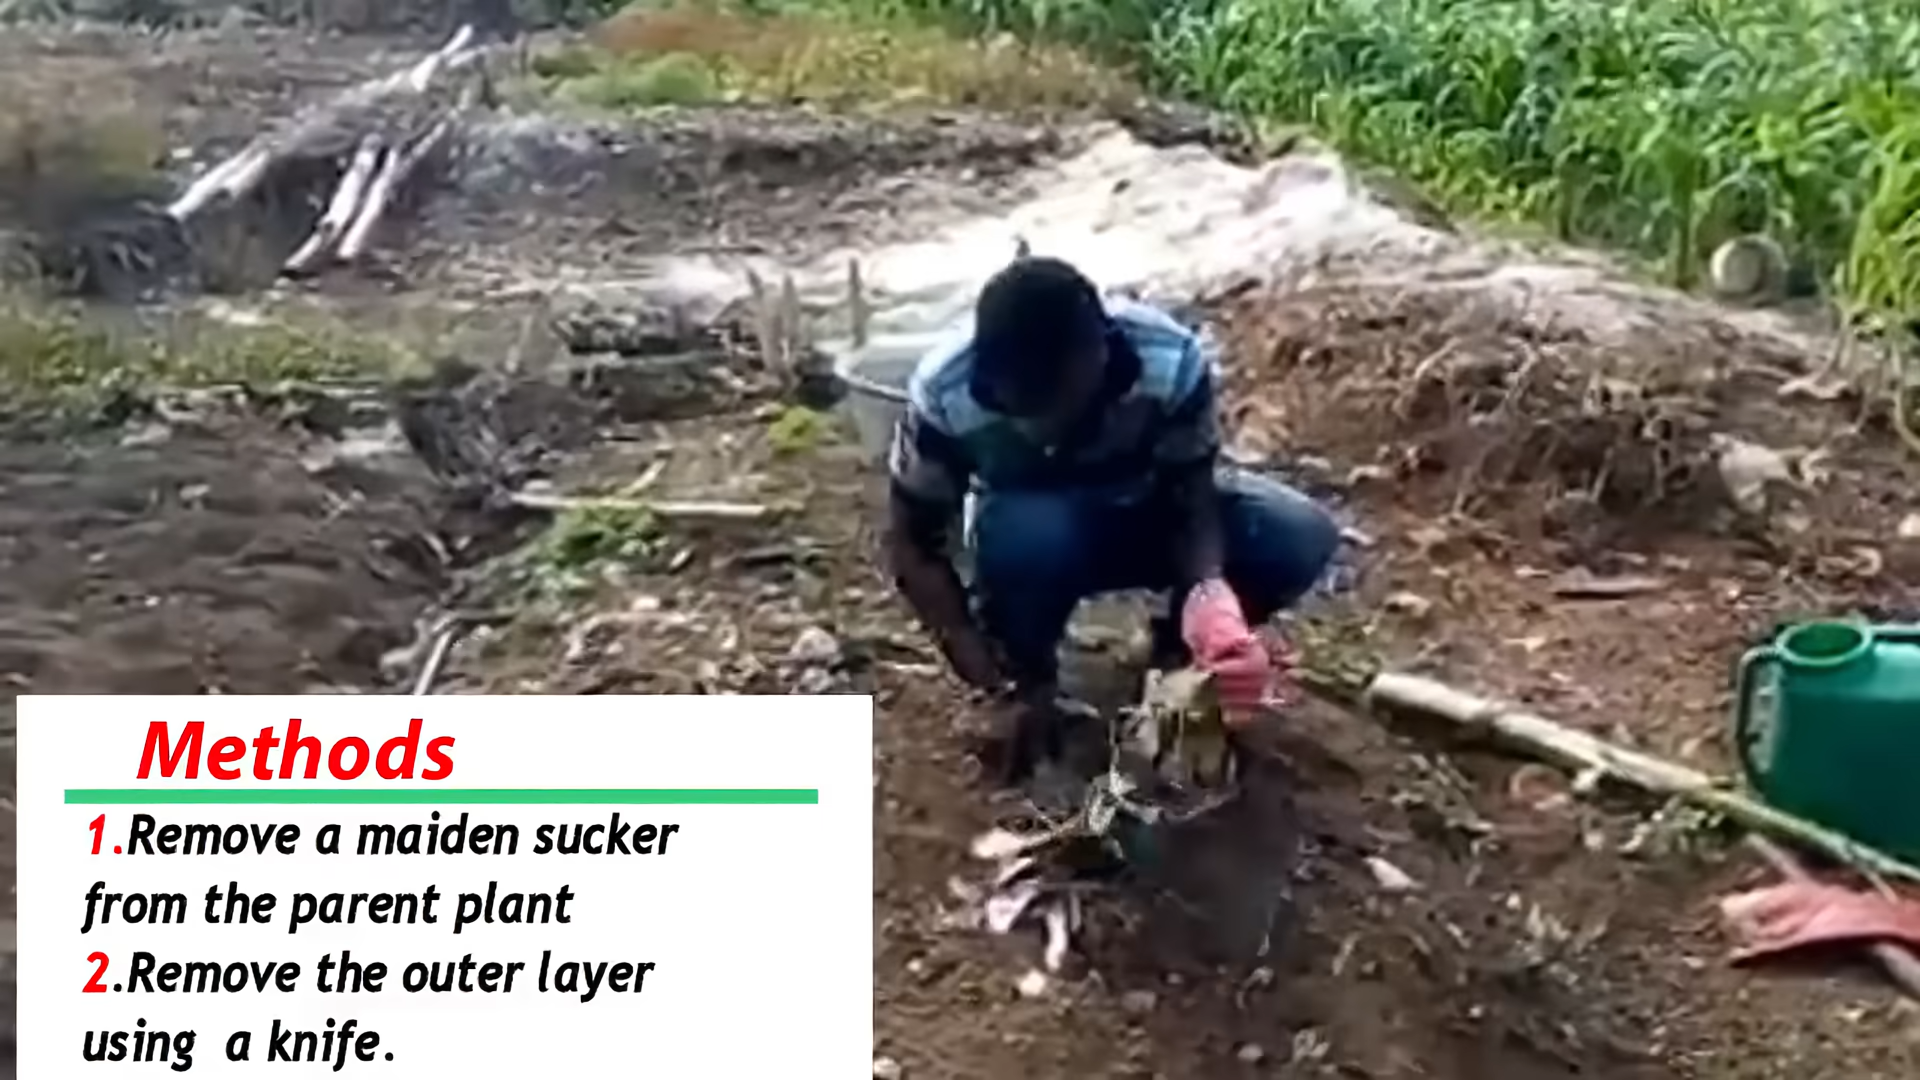 Methods
1.Remove a maiden sucker
from the parent plant
2.Remove the outer layer
using a knife.